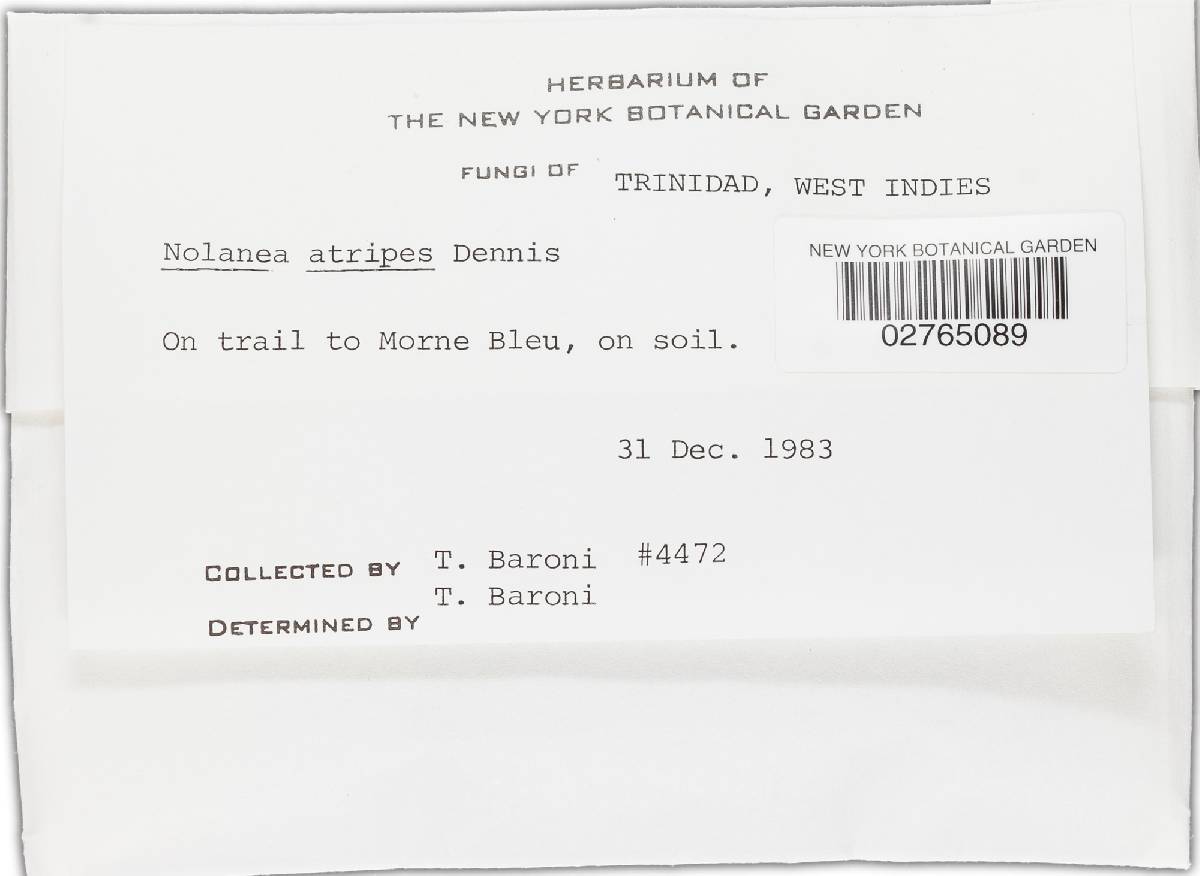 HERBARIUM OF
THE NEW YORK BOTANICAL GARDEN
FUNGI OF TRINIDAD, WEST INDIES
Nolanea atripes Dennis
NEW YORK BOTANICAL GARDEN
02765089
On trail to Morne Bleu, on soil.
31 Dec. 1983
COLLECTED BY T. Baroni #4472
T. Baroni
DETERMINED BY